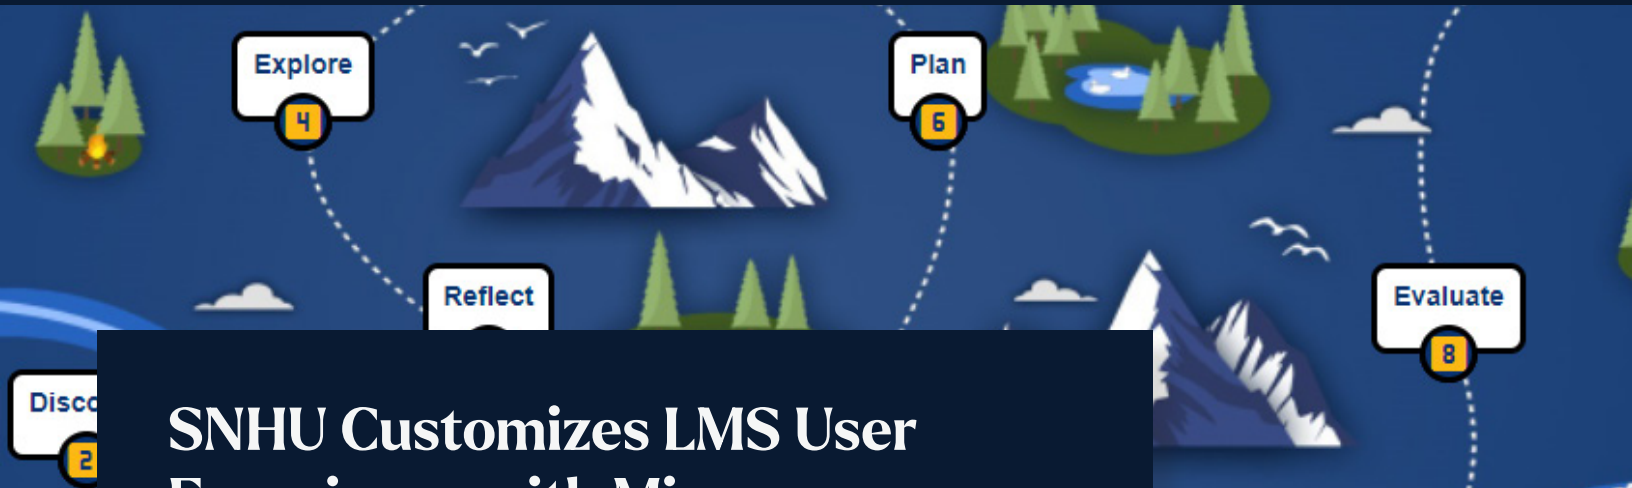 Explore
4
Plan
6
Reflect
Evaluate
8
2
SNHU Customizes LMS User